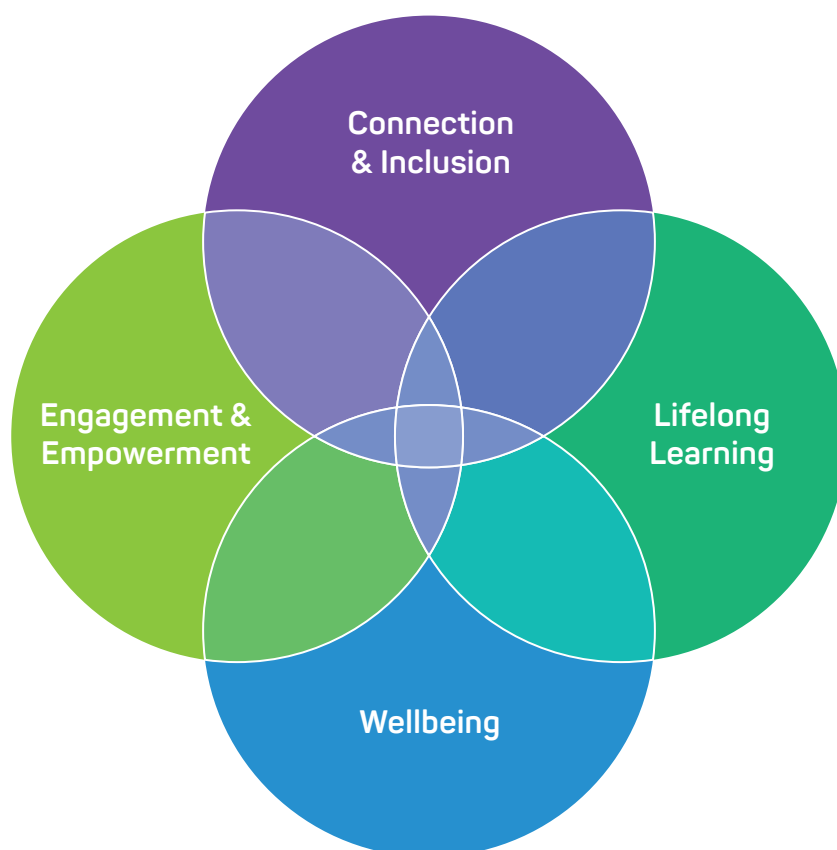 Connection
& Inclusion
Engagement &
Empowerment
Lifelong
Learning
Wellbeing